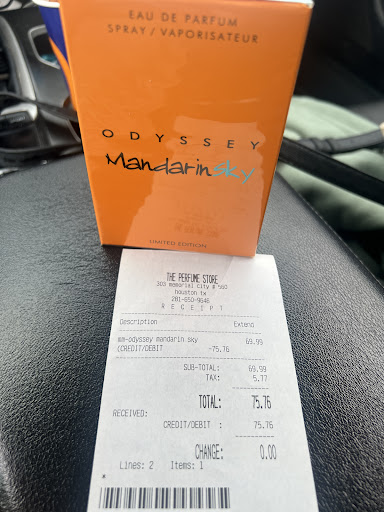 EAU DE PARFUM
SPRAY / VAPORISATEUR
ODYSSEY
Mandarinsky
LIMITED EDITION
THE PERFUME STORE
303 memorial city # 560
houston tx
281-650-9646
R E C E I P T
Description Extend
mm-odyssey mandarin sky 69.99
(CREDIT/DEBIT -75.76
SUB-TOTAL: 69.99
TAX: 5.77
TOTAL: 75.76
RECEIVED:
CREDIT/DEBIT : 75.76
CHANGE: 0.00
Lines: 2 Items: 1